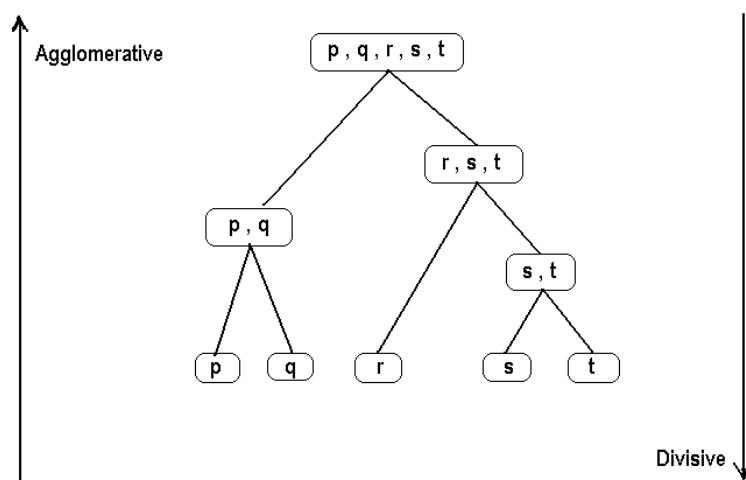 Agglomerative
p , q , r , s , t
r , s , t
p , q
s , t
p
q
r
s
t
Divisive